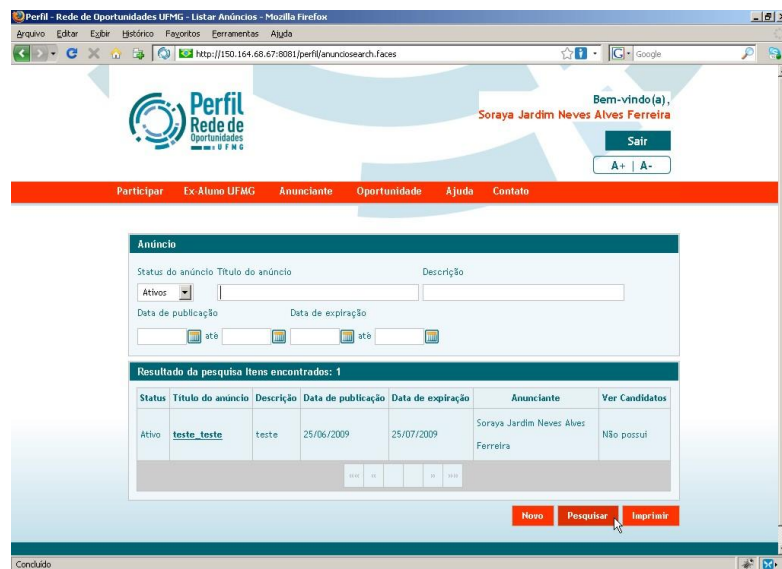 Perfil - Rede de Oportunidades UFMG - Listar Anúncios - Mozilla Firefox
Arquivo Editar Exibir Histórico Favoritos Ferramentas Ajuda
http://150.164.68.67:8081/perfil/anunciosearch.faces
Google
Perfil
Rede de
Oportunidades
UFMG
Bem-vindo(a),
Soraya Jardim Neves Alves Ferreira
Sair
A+ | A-
Participar Ex-Aluno UFMG Anunciante Oportunidade Ajuda Contato
Anúncio
Status do anúncio Título do anúncio Descrição
Ativos
Data de publicação Data de expiração
até até
Resultado da pesquisa Itens encontrados: 1
Status Título do anúncio Descrição Data de publicação Data de expiração Anunciante Ver Candidatos
Ativo teste_teste teste 25/06/2009 25/07/2009 Soraya Jardim Neves Alves Ferreira Não possui
«« « » »»
Novo Pesquisar Imprimir
Concluído